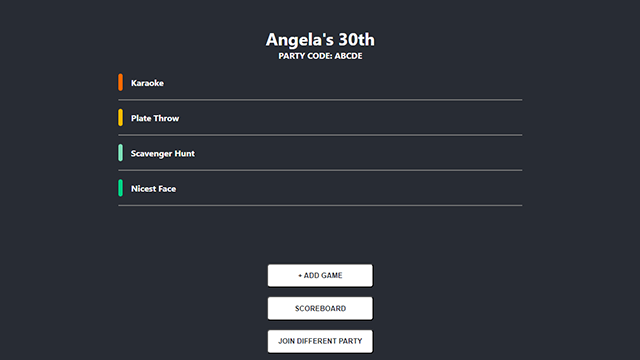 Angela's 30th
PARTY CODE: ABCDE
Karaoke
Plate Throw
Scavenger Hunt
Nicest Face
+ ADD GAME
SCOREBOARD
JOIN DIFFERENT PARTY